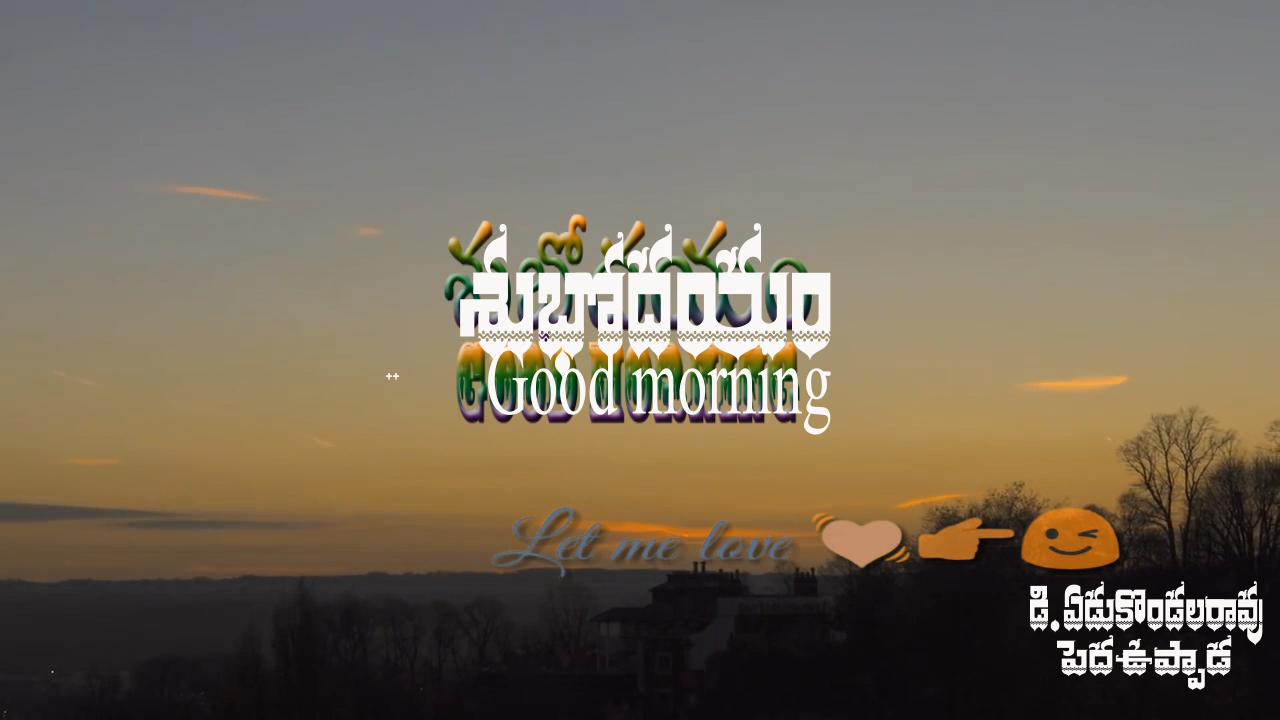 శుభోదయం
Good morning
++
Let me love
డి.ఏడుకొండలరావు
పెదఉప్పాడ